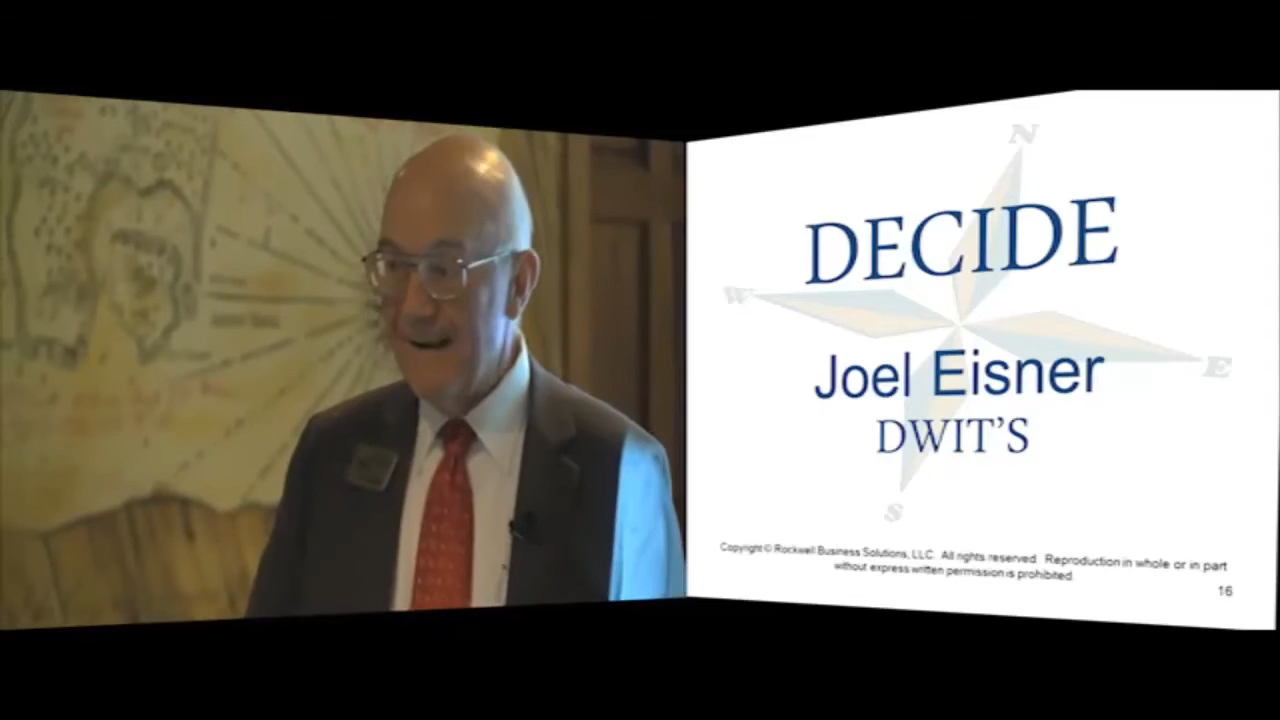 N
DECIDE
W
E
Joel Eisner
DWIT'S
S
Copyright © Rockwell Business Solutions, LLC. All rights reserved. Reproduction in whole or in part
without express written permission is prohibited.
16